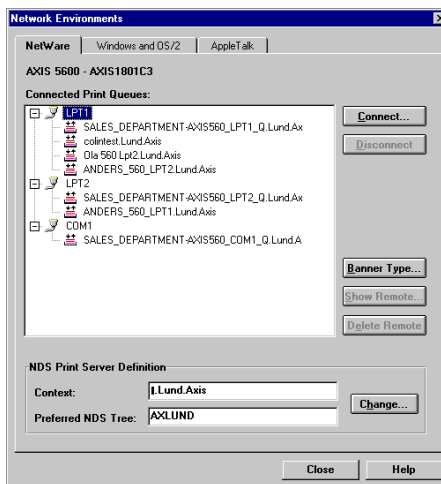 Network Environments
NetWare Windows and OS/2 AppleTalk
AXIS 5600 - AXIS1801C3
Connected Print Queues:
LPT1
SALES_DEPARTMENT-AXIS560_LPT1_Q.Lund.Ax
colintest.Lund.Axis
Ola 560 Lpt2.Lund.Axis
ANDERS_560_LPT2.Lund.Axis
LPT2
SALES_DEPARTMENT-AXIS560_LPT2_Q.Lund.Ax
ANDERS_560_LPT1.Lund.Axis
COM1
SALES_DEPARTMENT-AXIS560_COM1_Q.Lund.A
Connect...
Disconnect
Banner Type...
Show Remote...
Delete Remote
NDS Print Server Definition
Context: .Lund.Axis
Preferred NDS Tree: AXLUND
Change...
Close Help